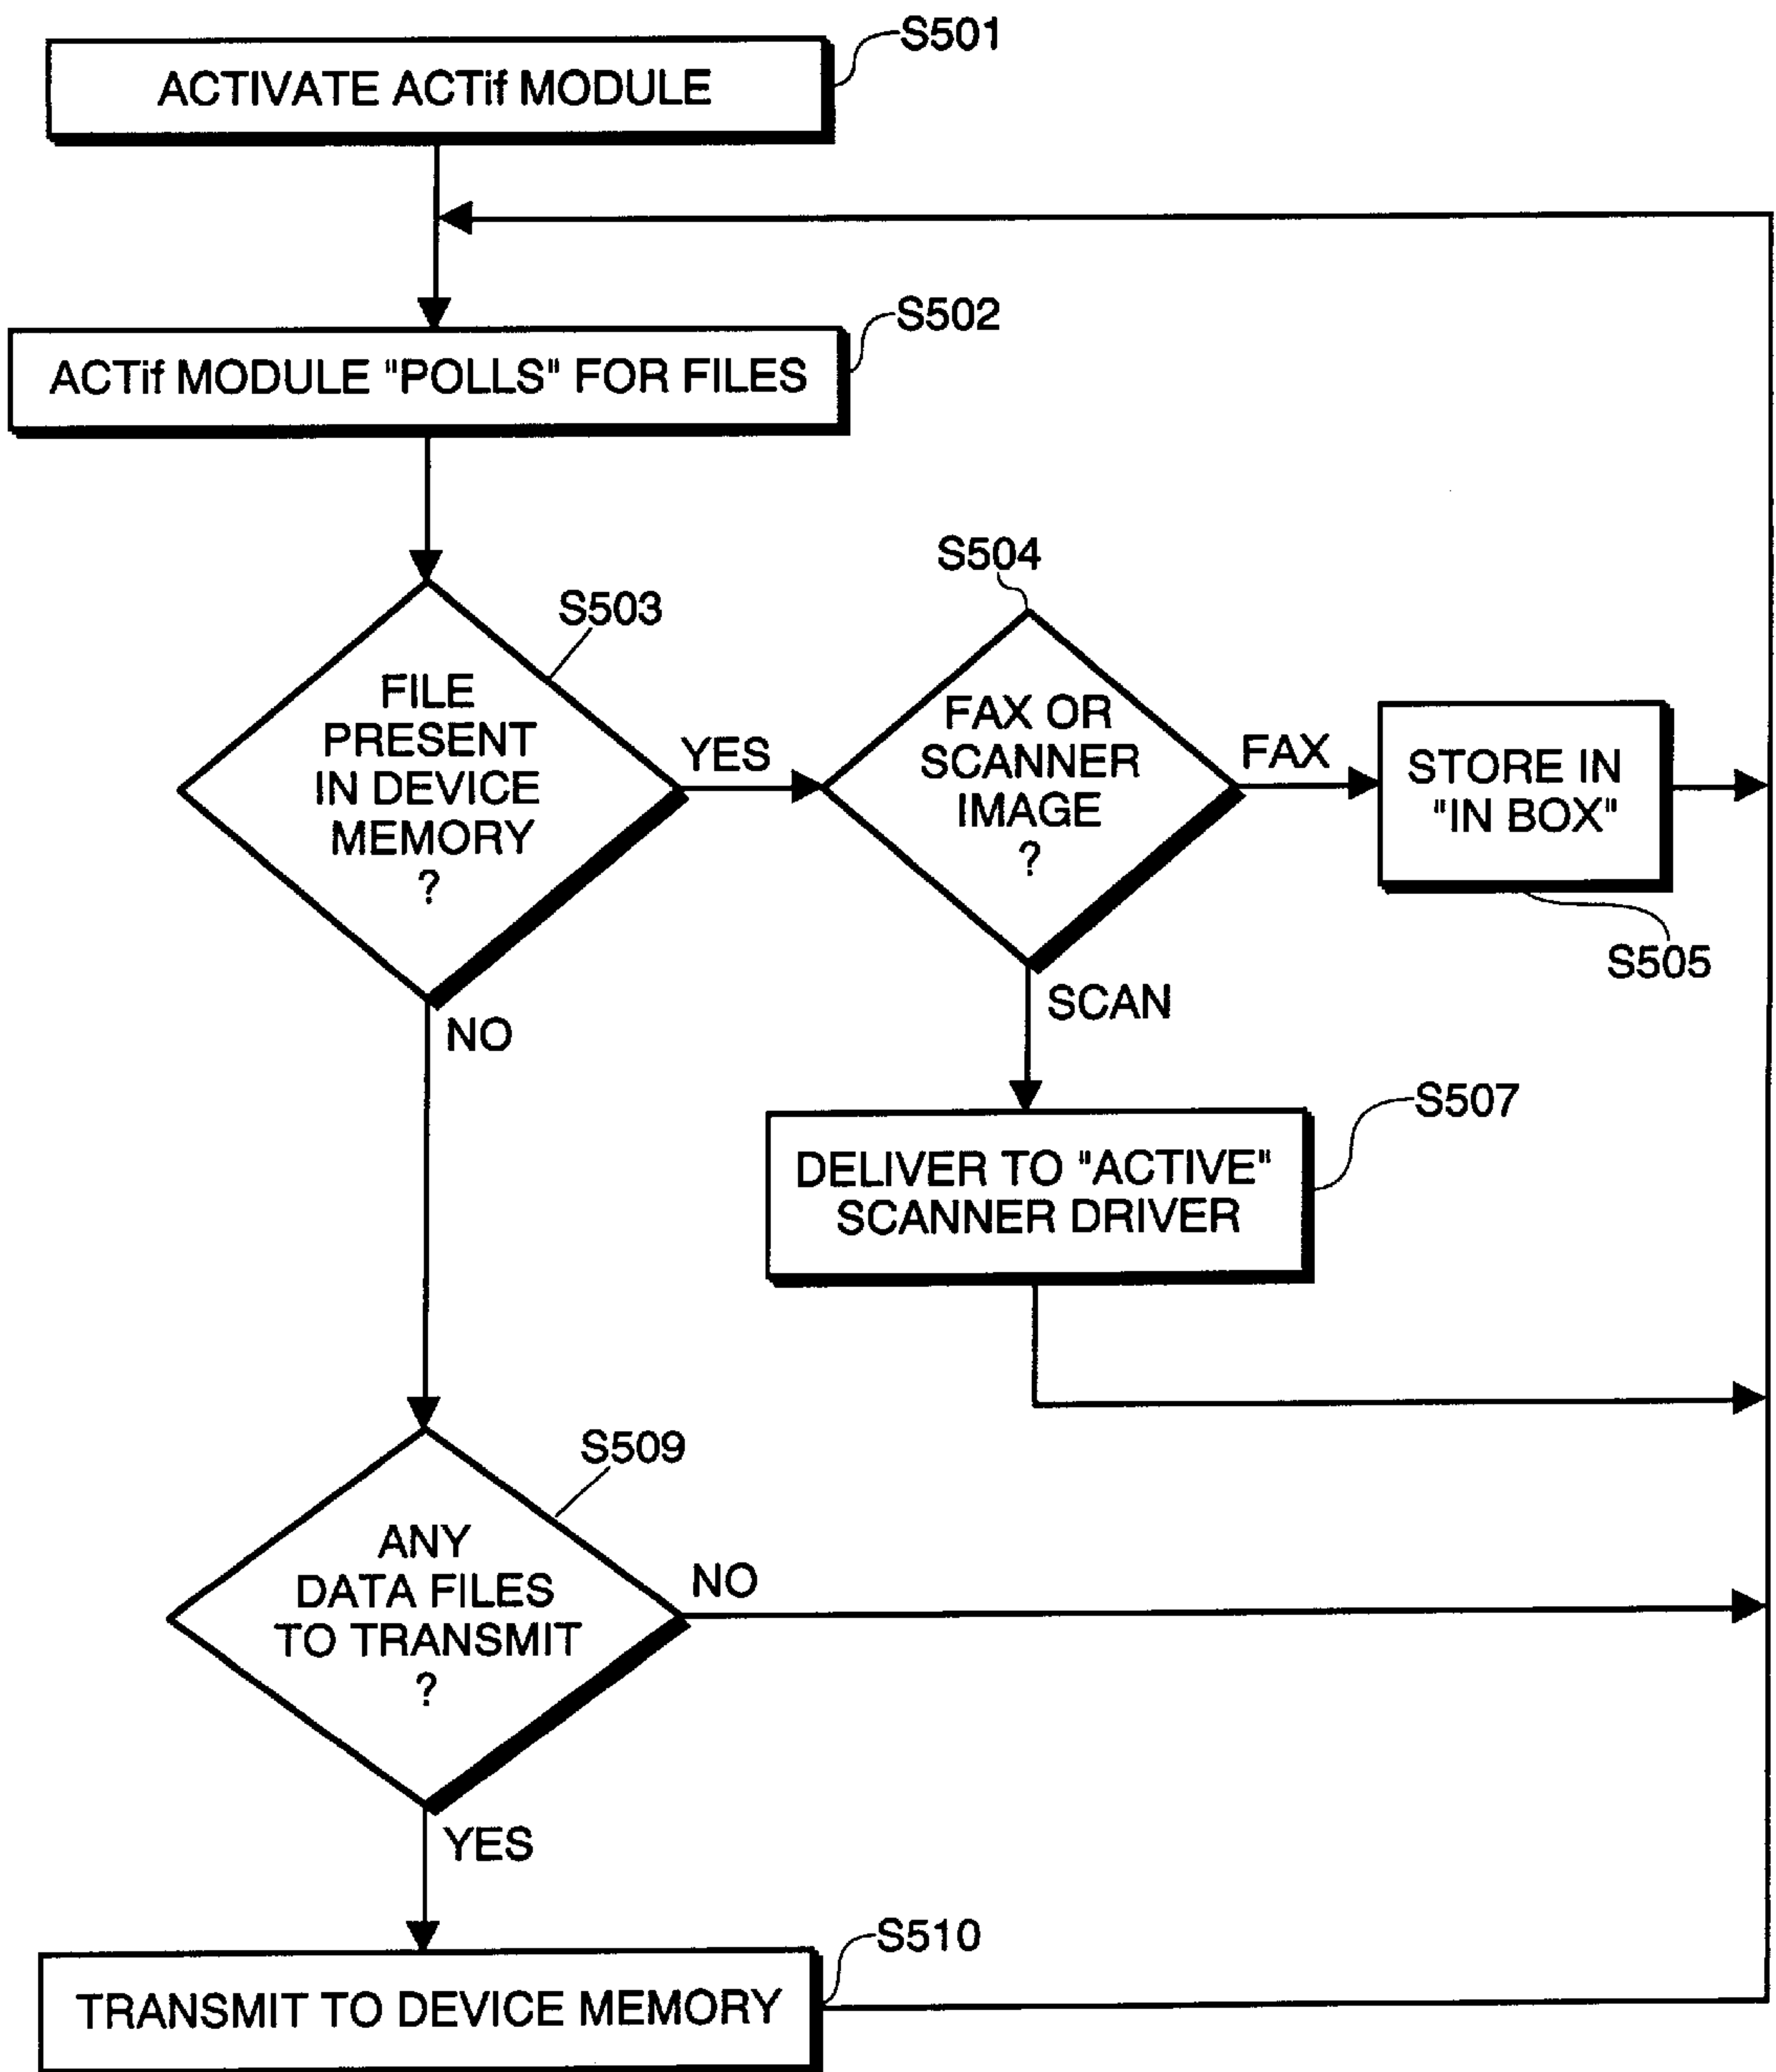 S501
ACTIVATE ACTif MODULE
S502
ACTif MODULE "POLLS" FOR FILES
S503
FILE
PRESENT
IN DEVICE
MEMORY
?
YES
NO
S504
FAX OR
SCANNER
IMAGE
?
FAX
SCAN
STORE IN
"IN BOX"
S505
S507
DELIVER TO "ACTIVE"
SCANNER DRIVER
S509
ANY
DATA FILES
TO TRANSMIT
?
NO
YES
S510
TRANSMIT TO DEVICE MEMORY